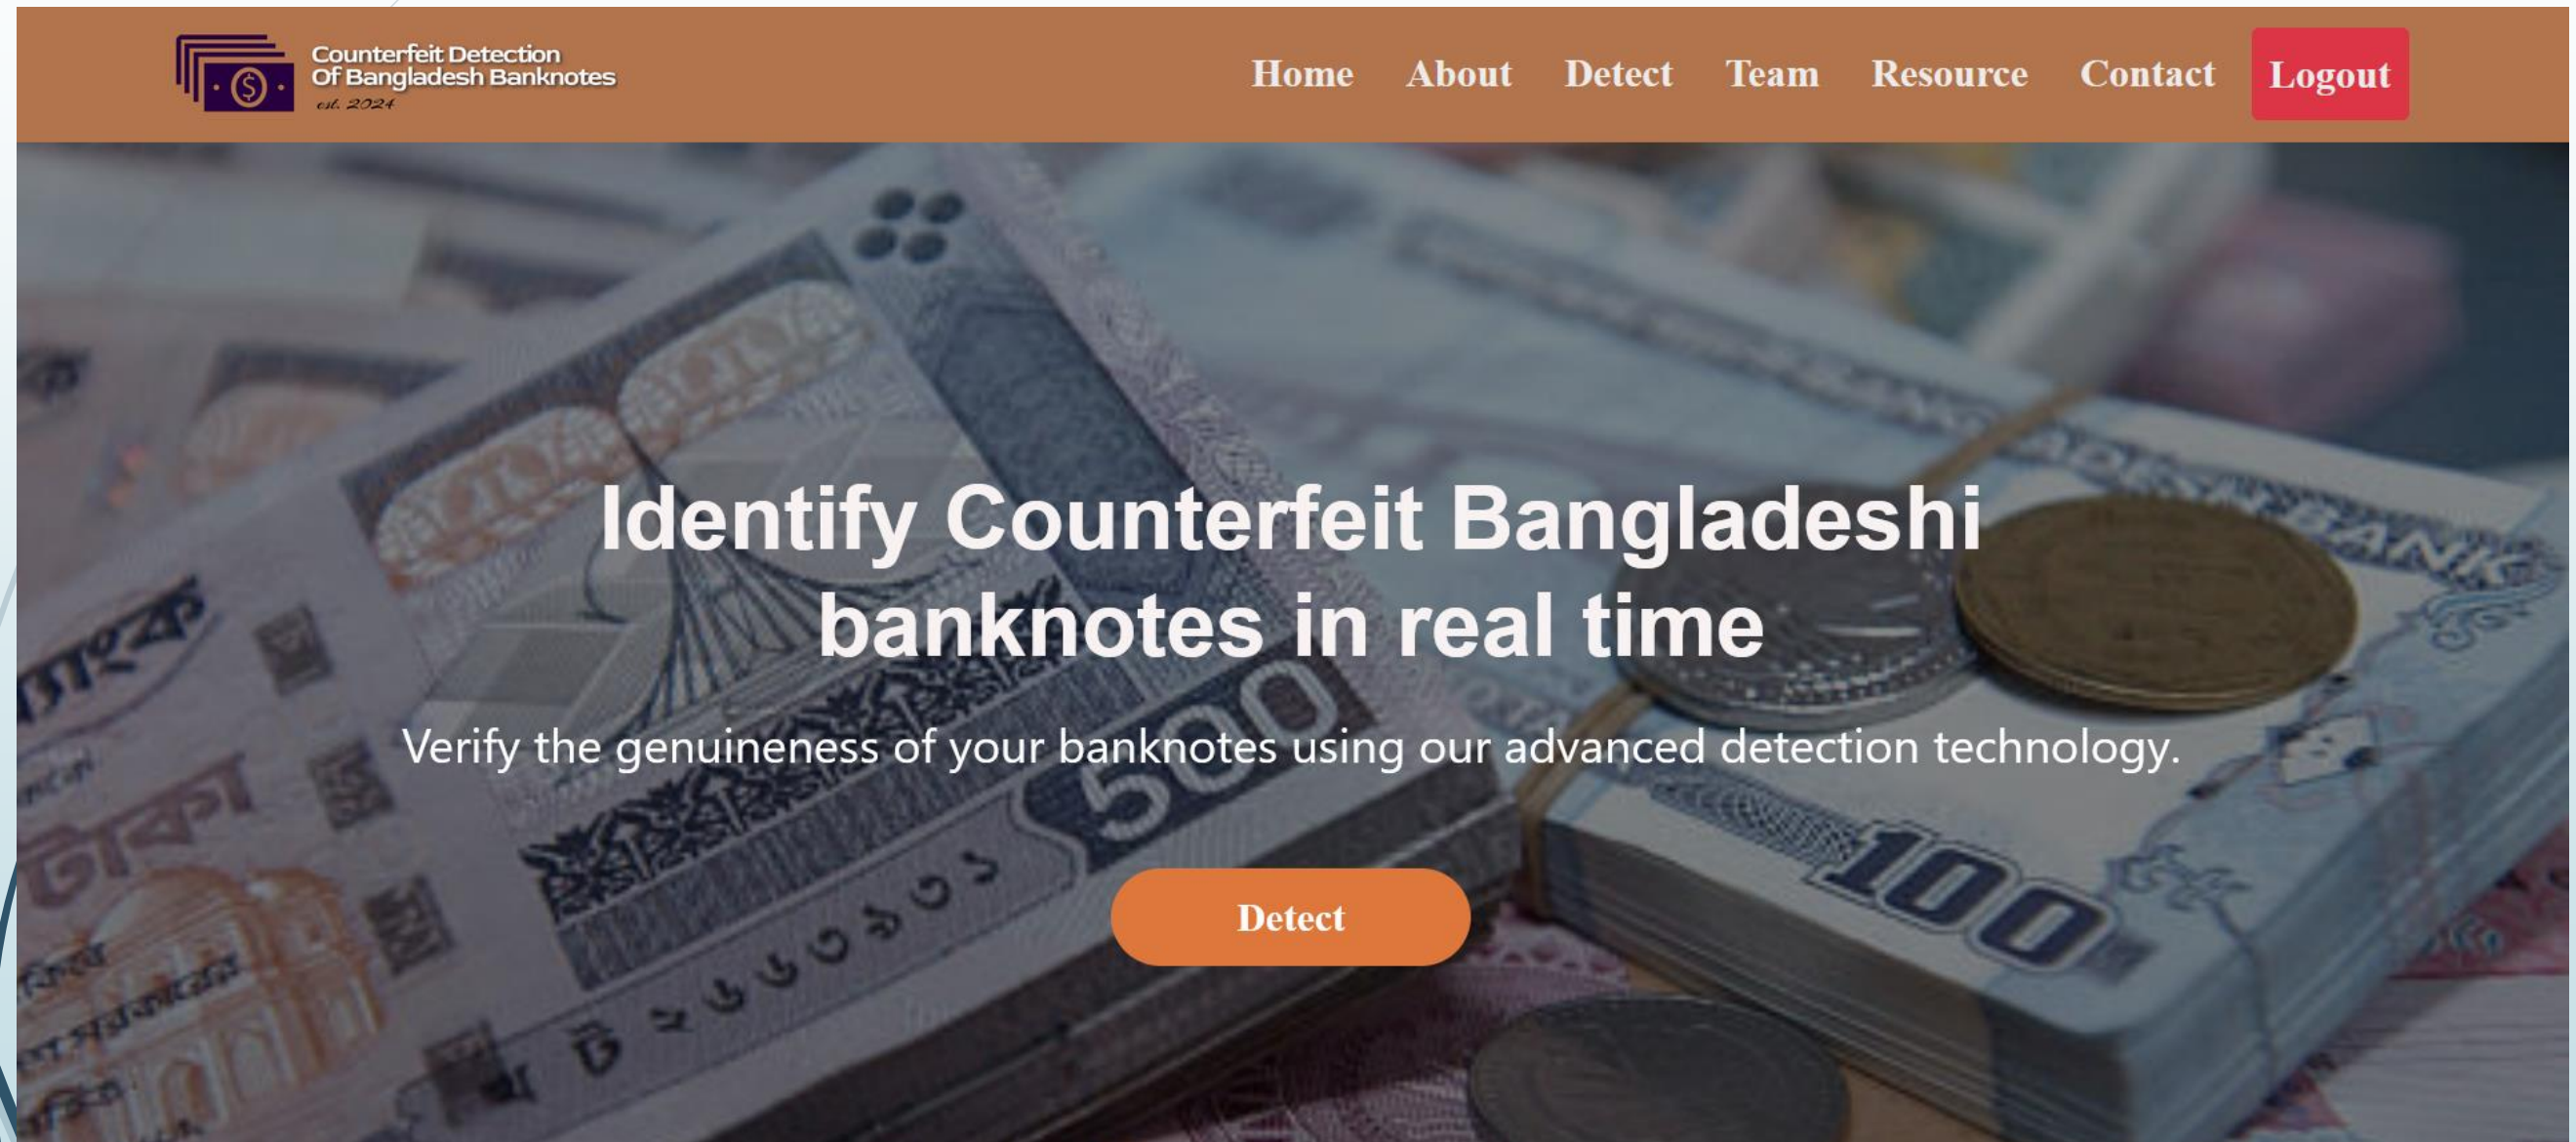 Counterfeit Detection
Of Bangladesh Banknotes
est. 2024
Home About Detect Team Resource Contact Logout
Identify Counterfeit Bangladeshi
banknotes in real time
Verify the genuineness of your banknotes using our advanced detection technology.
Detect
500
100
টাকা
BANK